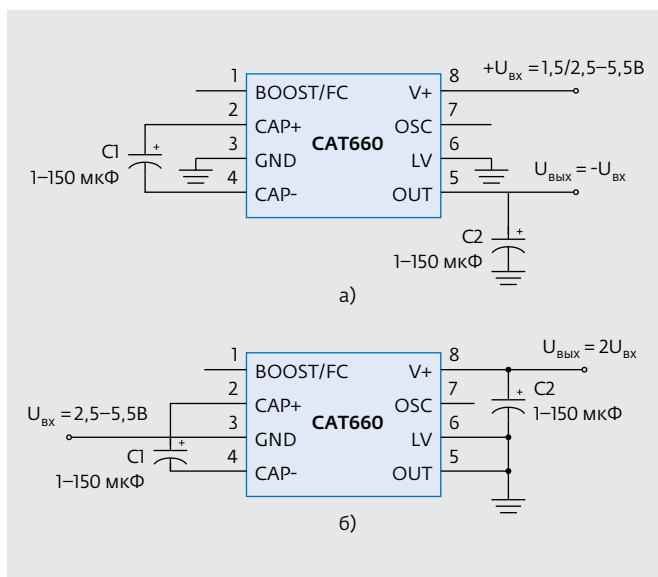 1
BOOST/FC
V+
8
+Uвх = 1,5/2,5–5,5В
2
CAP+
OSC
7
C1
+
1–150 мкФ
3
GND
CAT660
LV
6
4
CAP-
OUT
5
Uвых = -Uвх
C2
+
1–150 мкФ
а)
1
BOOST/FC
V+
8
Uвых = 2Uвх
2
CAP+
OSC
7
+
C2
1–150 мкФ
Uвх = 2,5–5,5В
3
GND
CAT660
LV
6
C1
+
1–150 мкФ
4
CAP-
OUT
5
б)